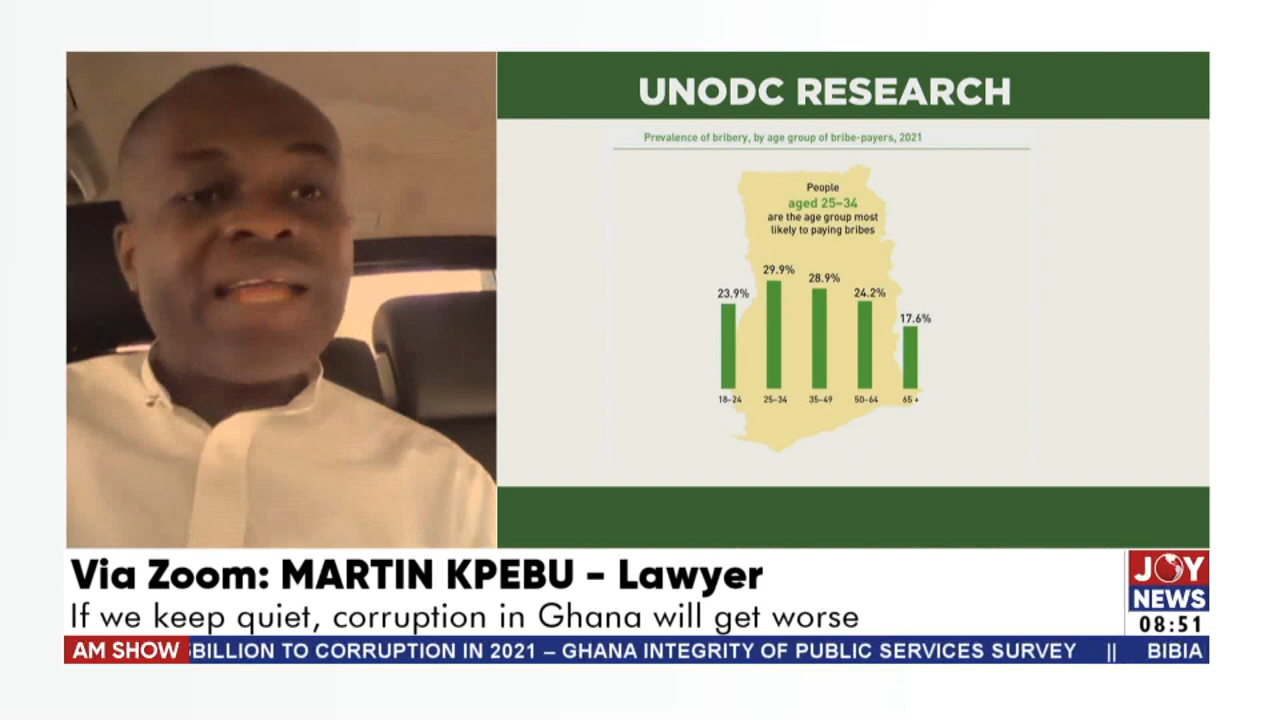 UNODC RESEARCH
Prevalence of bribery, by age group of bribe-payers, 2021
People
aged 25–34
are the age group most
likely to paying bribes
23.9%
29.9%
28.9%
24.2%
17.6%
18–24
25–34
35–49
50–64
65 +
Via Zoom: MARTIN KPEBU – Lawyer
If we keep quiet, corruption in Ghana will get worse
JOY
NEWS
08:51
AM SHOW
BILLION TO CORRUPTION IN 2021 – GHANA INTEGRITY OF PUBLIC SERVICES SURVEY || BIBIA